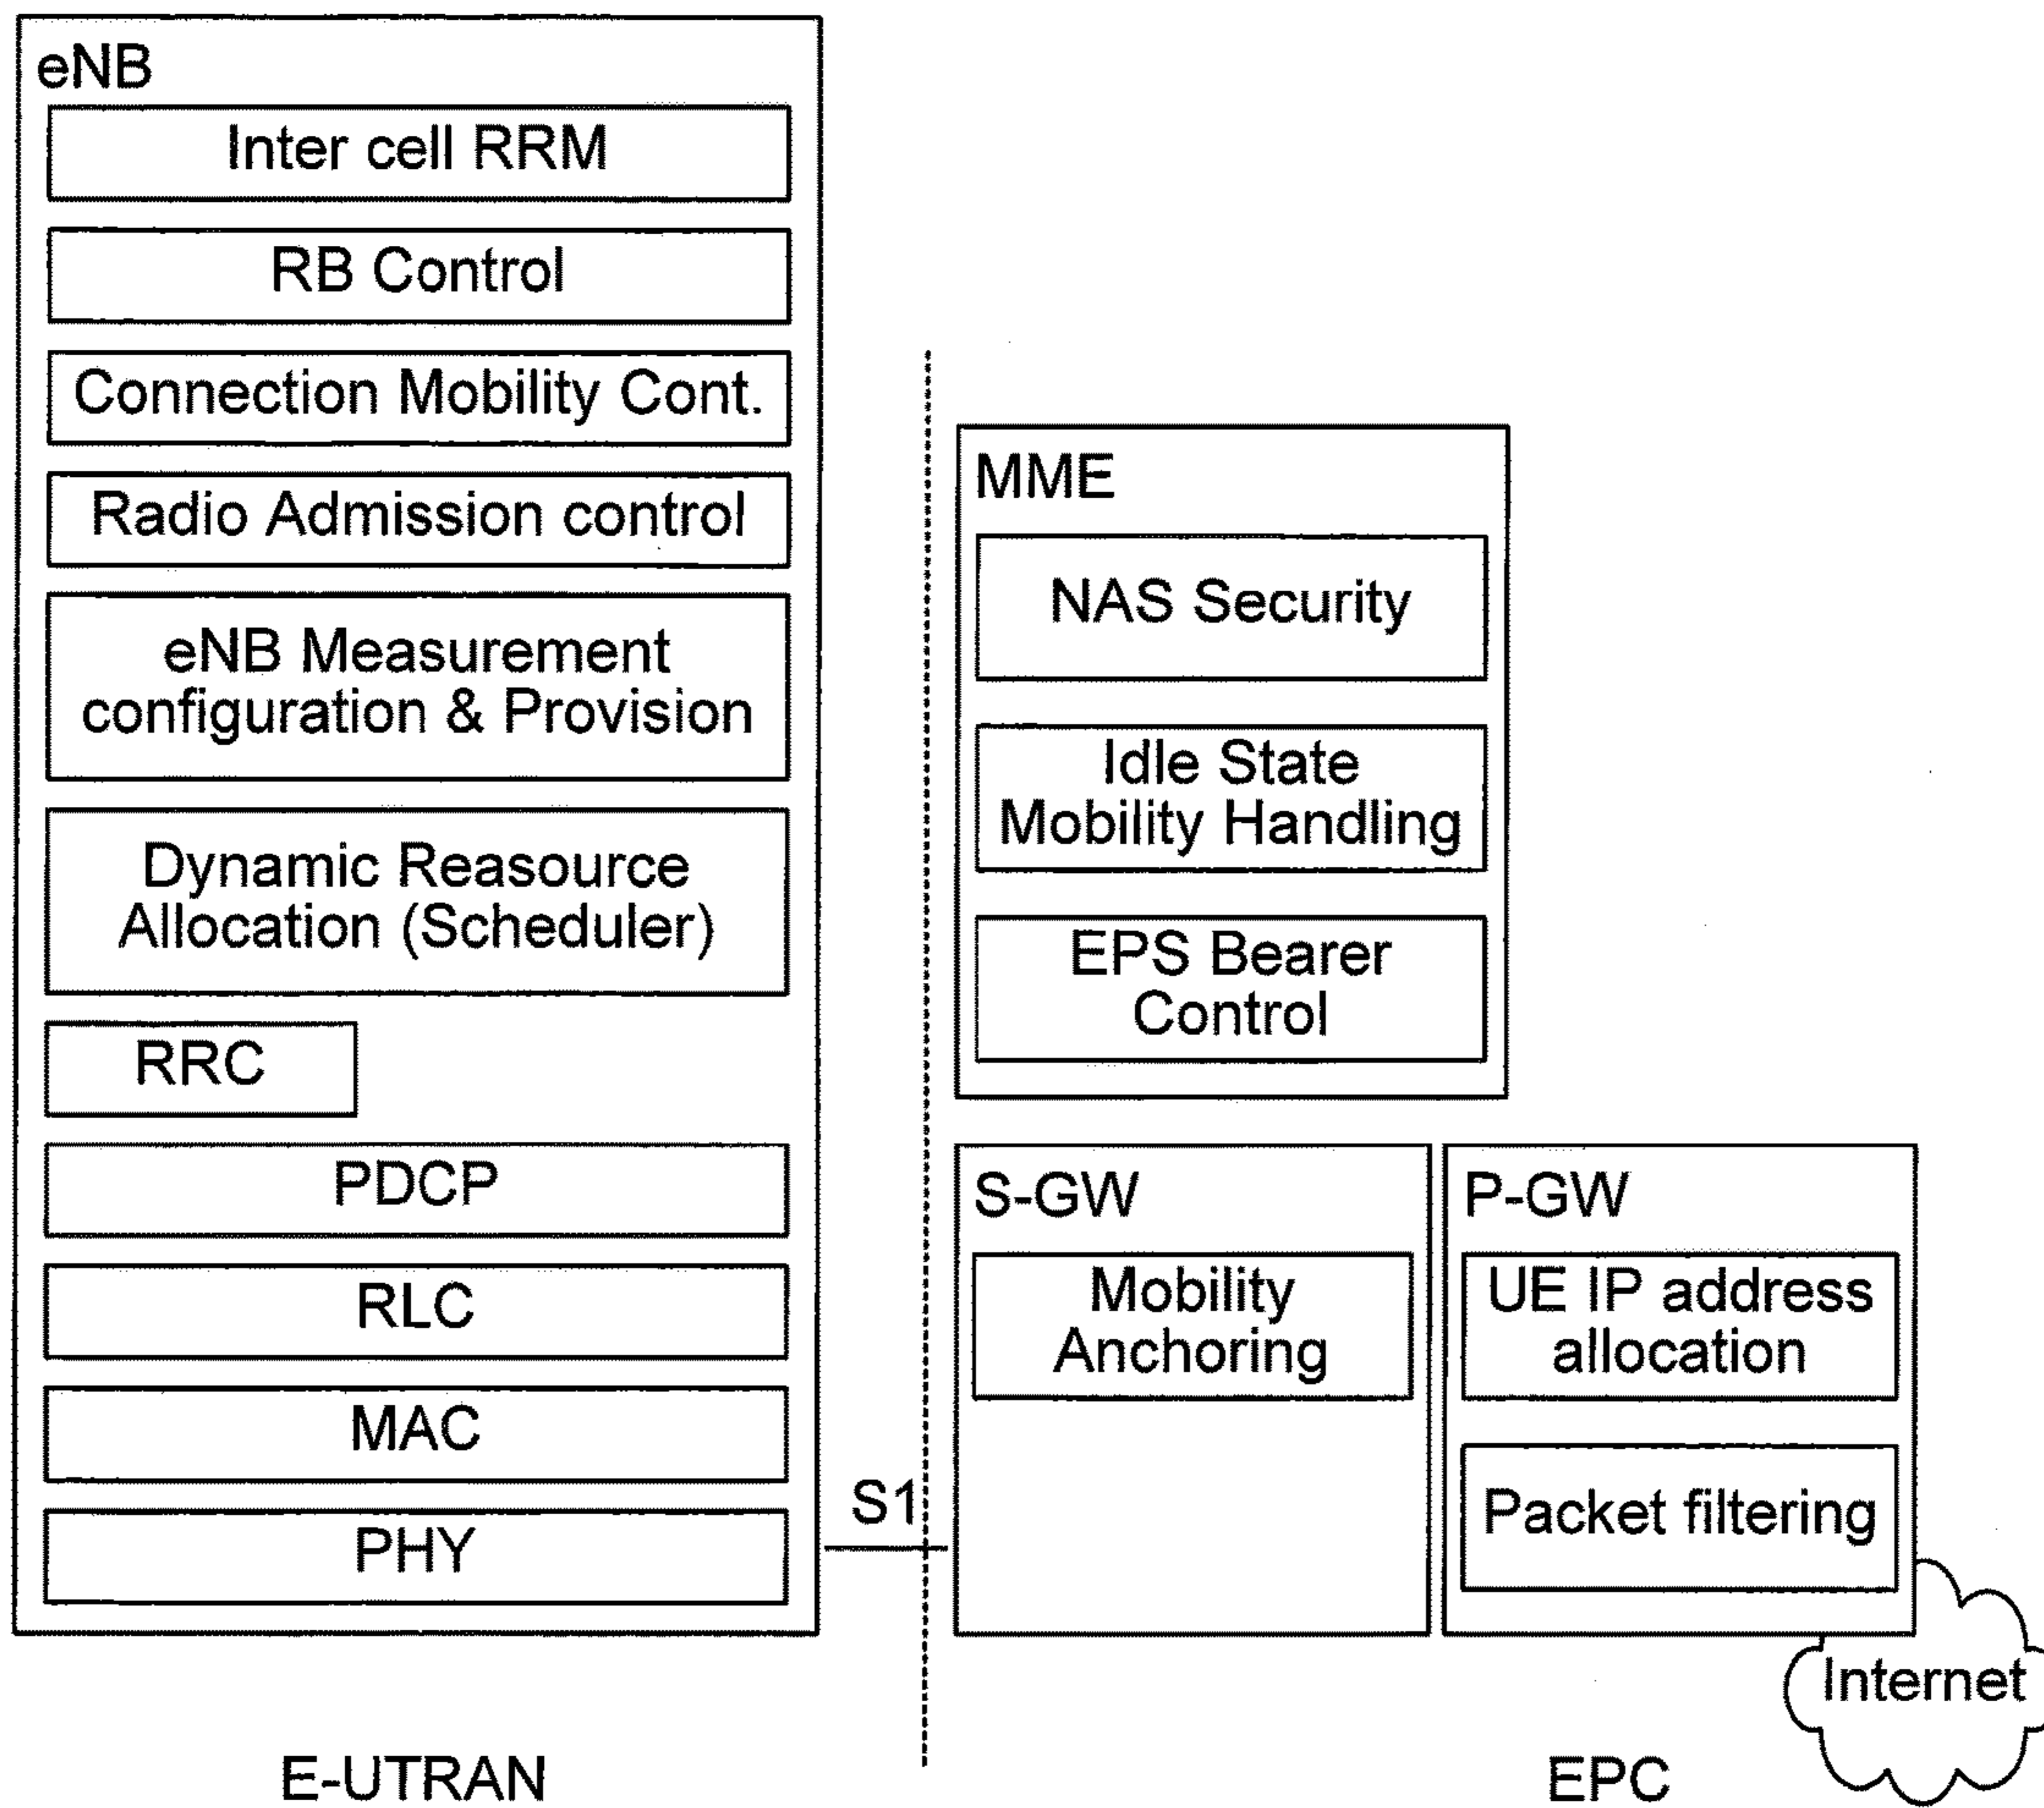 eNB
Inter cell RRM
RB Control
Connection Mobility Cont.
Radio Admission control
eNB Measurement
configuration & Provision
Dynamic Reasource
Allocation (Scheduler)
RRC
PDCP
RLC
MAC
PHY
S1
MME
NAS Security
Idle State
Mobility Handling
EPS Bearer
Control
S-GW
Mobility
Anchoring
P-GW
UE IP address
allocation
Packet filtering
Internet
E-UTRAN
EPC